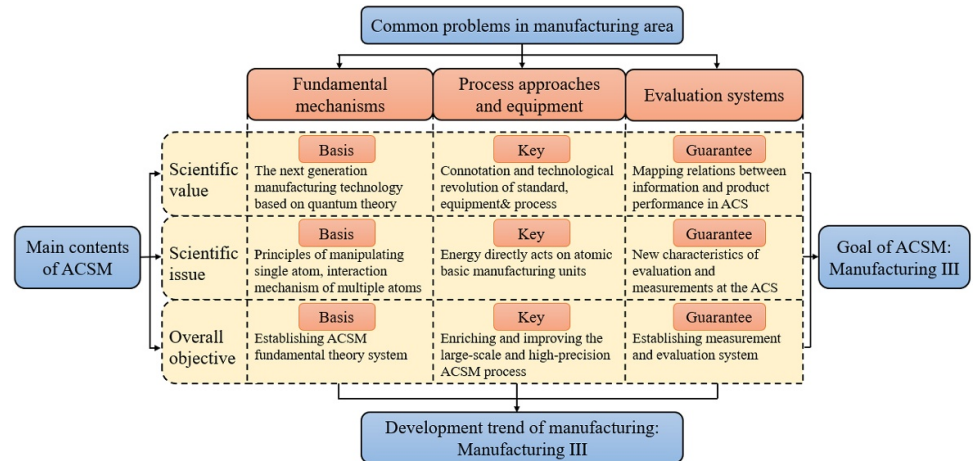 Common problems in manufacturing area
Fundamental
mechanisms
Process approaches
and equipment
Evaluation systems
Main contents
of ACSM
Scientific
value
Basis
The next generation
manufacturing technology
based on quantum theory
Key
Connotation and technological
revolution of standard,
equipment& process
Guarantee
Mapping relations between
information and product
performance in ACS
Scientific
issue
Basis
Principles of manipulating
single atom, interaction
mechanism of multiple atoms
Key
Energy directly acts on atomic
basic manufacturing units
Guarantee
New characteristics of
evaluation and
measurements at the ACS
Overall
objective
Basis
Establishing ACSM
fundamental theory system
Key
Enriching and improving the
large-scale and high-precision
ACSM process
Guarantee
Establishing measurement
and evaluation system
Goal of ACSM:
Manufacturing III
Development trend of manufacturing:
Manufacturing III